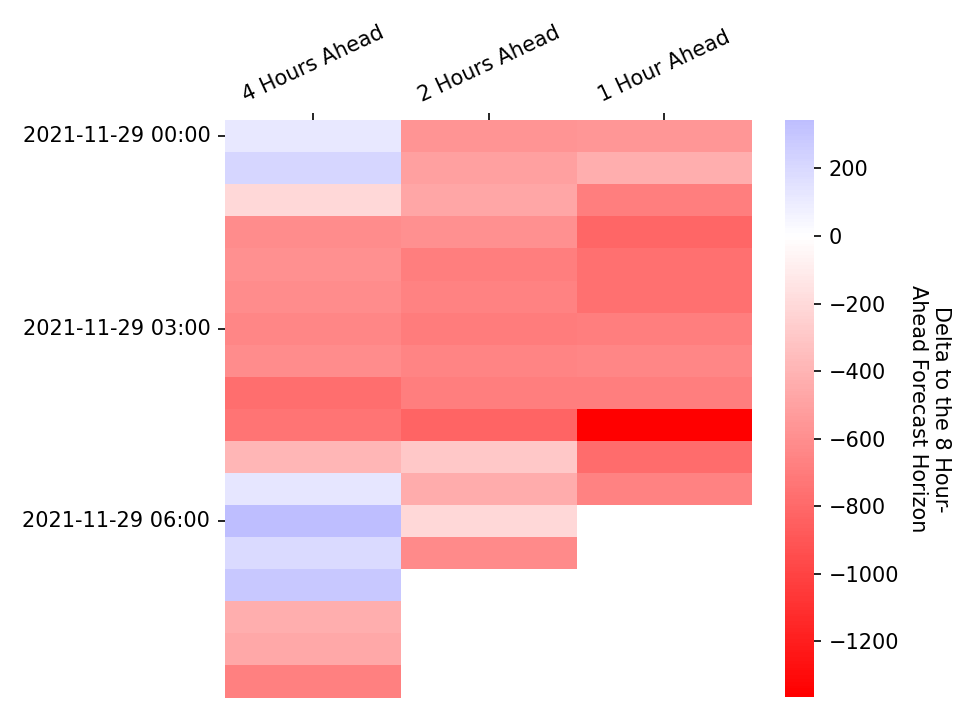 4 Hours Ahead
2 Hours Ahead
1 Hour Ahead
2021-11-29 00:00
2021-11-29 03:00
2021-11-29 06:00
200
0
−200
−400
−600
−800
−1000
−1200
Delta to the 8 Hour-
Ahead Forecast Horizon